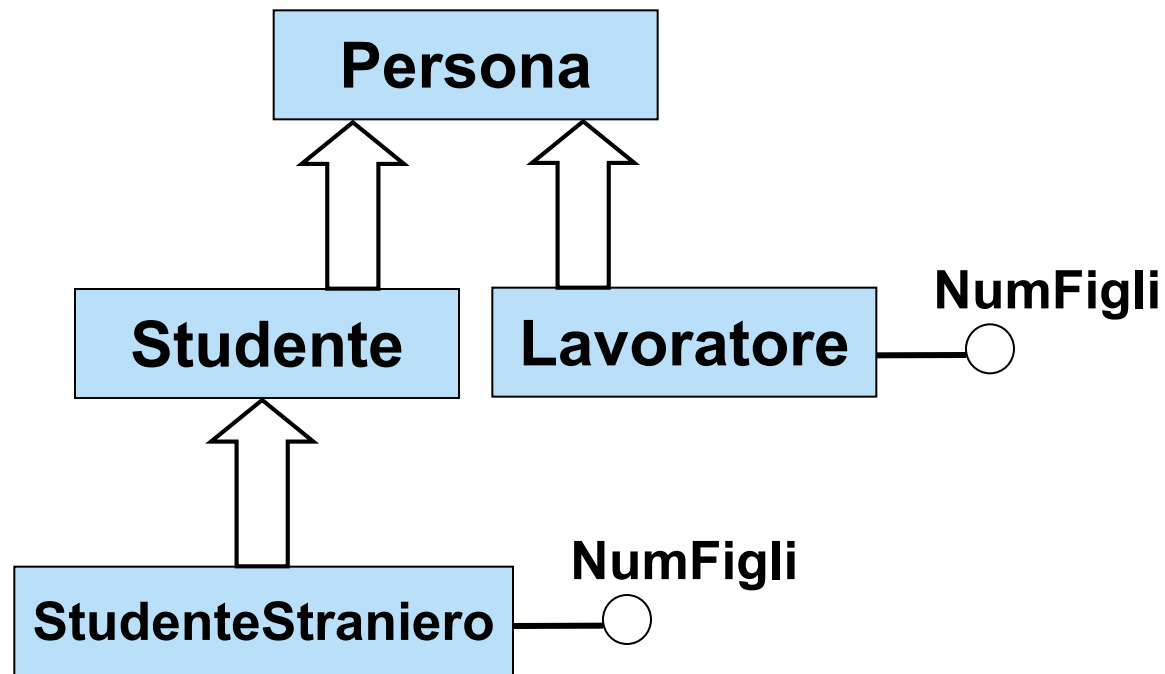 Persona
NumFigli
Studente
Lavoratore
NumFigli
StudenteStraniero